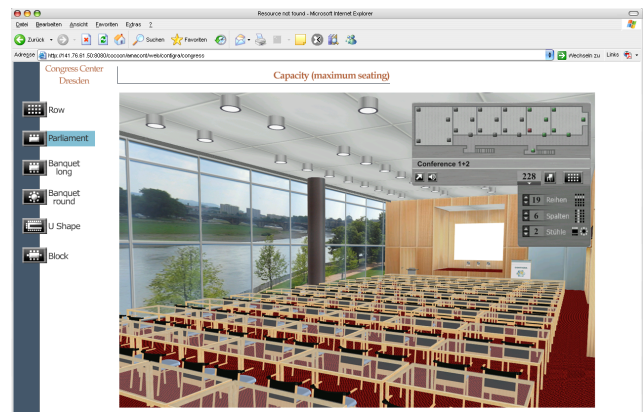 Resource not found - Microsoft Internet Explorer
Datei Bearbeiten Ansicht Favoriten Extras ?
Zurück Suchen Favoriten
Adresse http://141.76.61.50:8080/cocoon/amacont/web/contigra/congress Wechseln zu Links
Congress Center
Dresden
Capacity (maximum seating)
Row
Parliament
Banquet
long
Banquet
round
U Shape
Block
Conference 1+2
228
19 Reihen
6 Spalten
2 Stühle